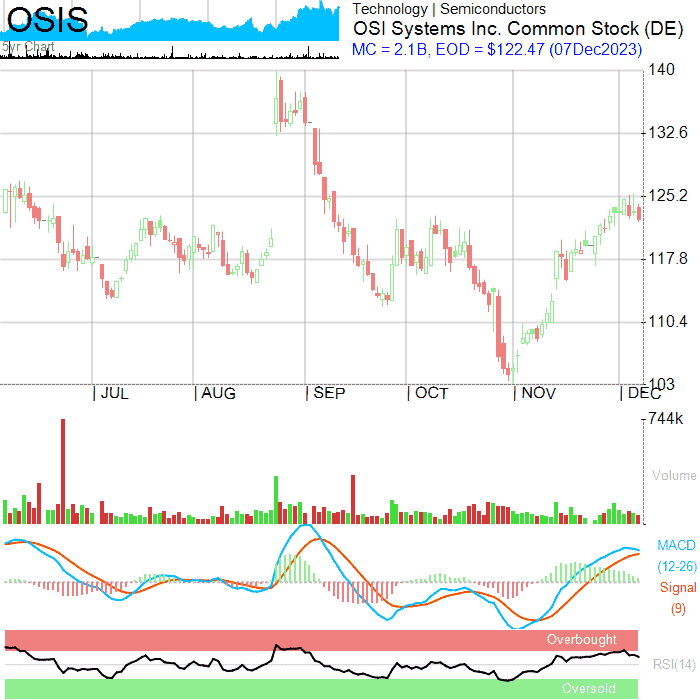 OSIS
5yr Chart
Technology | Semiconductors
OSI Systems Inc. Common Stock (DE)
MC = 2.1B, EOD = $122.47 (07Dec2023)
140
132.6
125.2
117.8
110.4
103
JUL AUG SEP OCT NOV DEC
744k
Volume
MACD
(12-26)
Signal
(9)
Overbought
RSI(14)
Oversold